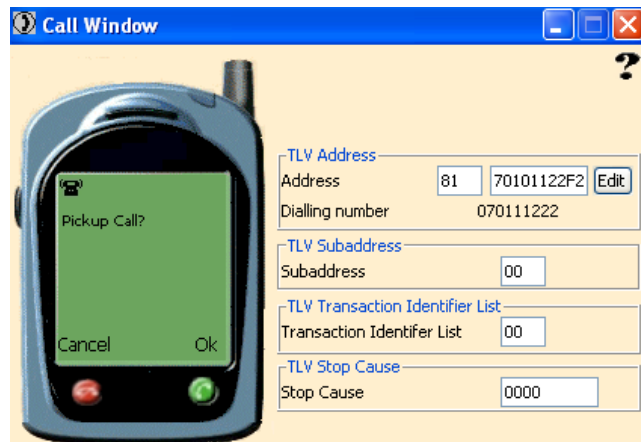 Call Window
?
Pickup Call?
Cancel Ok
TLV Address
Address 81 70101122F2 Edit
Dialling number 070111222
TLV Subaddress
Subaddress 00
TLV Transaction Identifier List
Transaction Identifer List 00
TLV Stop Cause
Stop Cause 0000